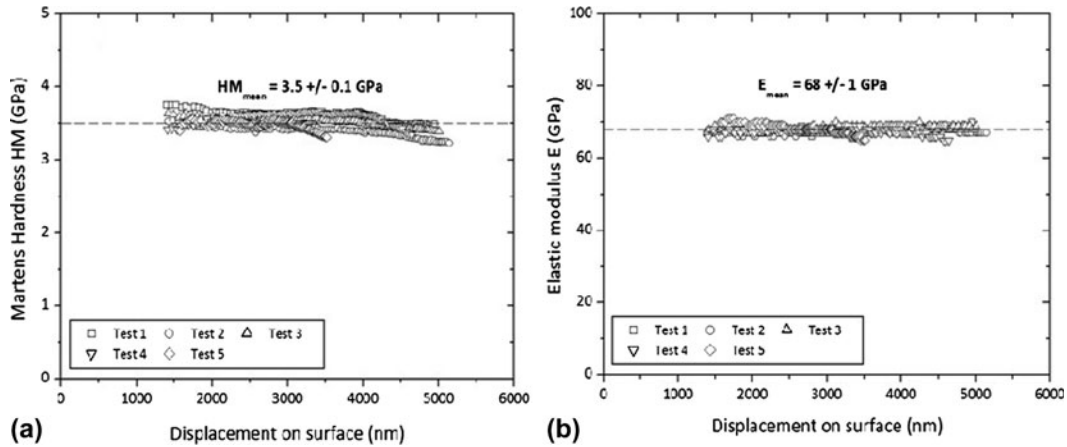 5
4
3
2
1
0
Martens Hardness HM (GPa)
HM mean = 3.5 +/- 0.1 GPa
Test 1 Test 2 Test 3
Test 4 Test 5
0 1000 2000 3000 4000 5000 6000
Displacement on surface (nm)
(a)
100
80
60
40
20
0
Elastic modulus E (GPa)
E mean = 68 +/- 1 GPa
Test 1 Test 2 Test 3
Test 4 Test 5
0 1000 2000 3000 4000 5000 6000
Displacement on surface (nm)
(b)